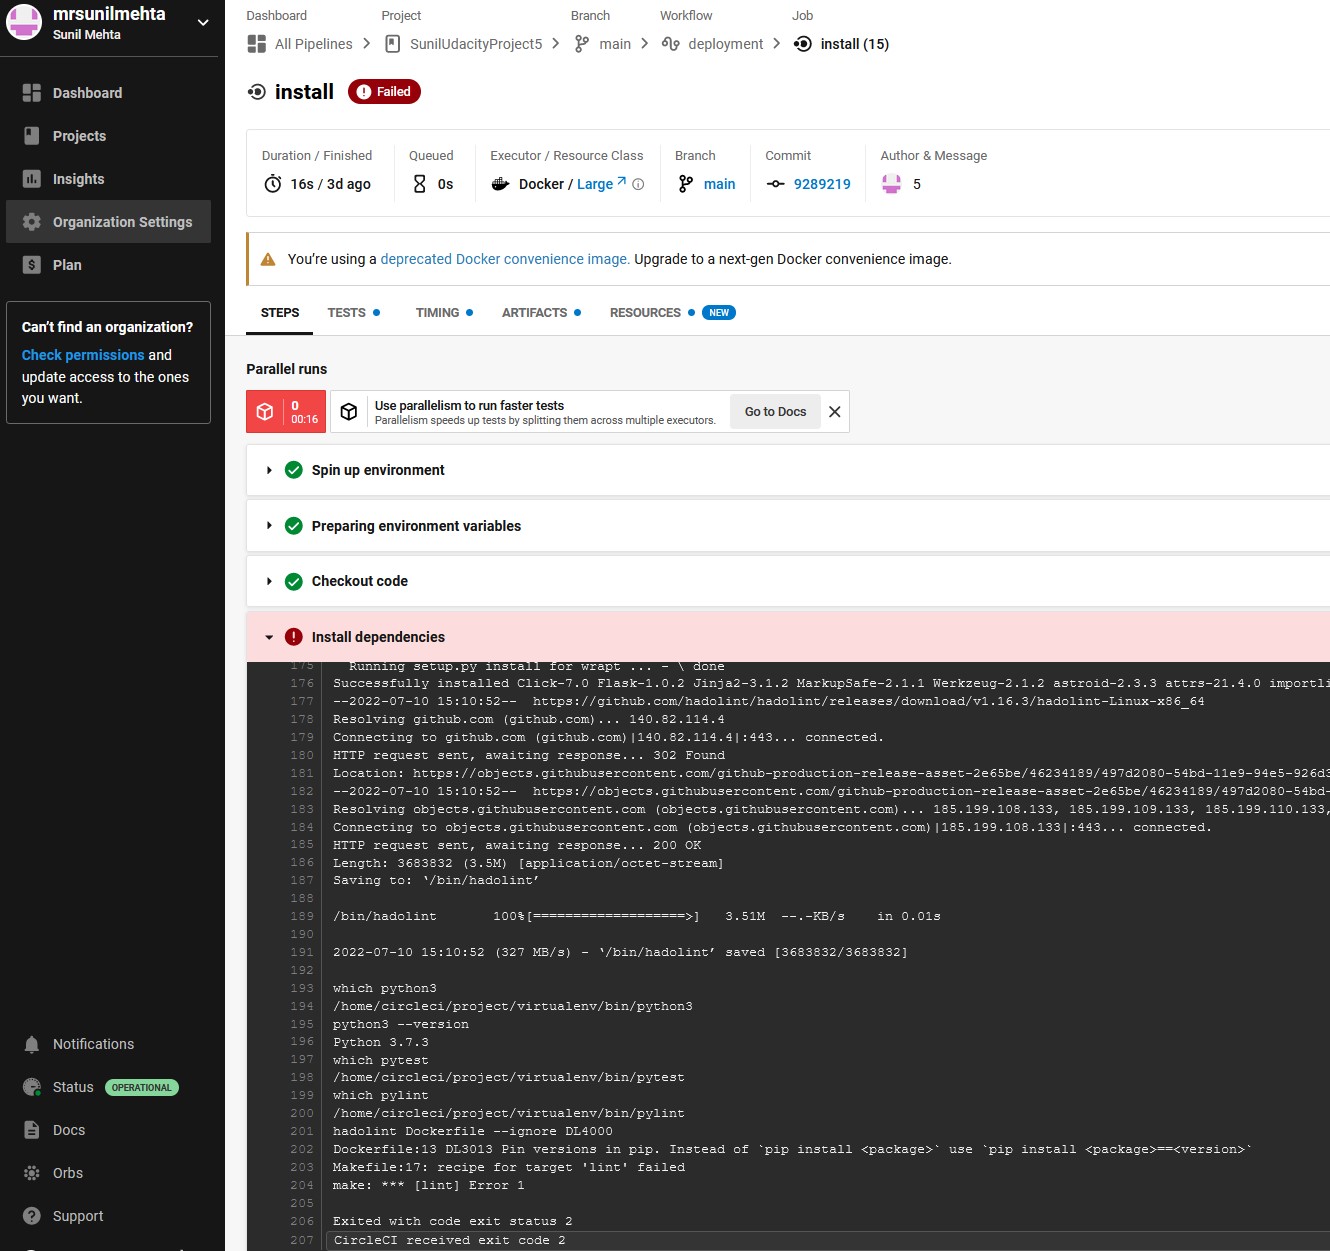 mrsunilmehta
Sunil Mehta
Dashboard
Projects
Insights
Organization Settings
Plan
Can't find an organization?
Check permissions and
update access to the ones
you want.
Notifications
Status OPERATIONAL
Docs
Orbs
Support
Dashboard Project Branch Workflow Job
All Pipelines SunilUdacityProject5 main deployment install (15)
install Failed
Duration / Finished Queued Executor / Resource Class Branch Commit Author & Message
16s / 3d ago 0s Docker / Large main 9289219 5
You're using a deprecated Docker convenience image. Upgrade to a next-gen Docker convenience image.
STEPS TESTS TIMING ARTIFACTS RESOURCES NEW
Parallel runs
0
00:16
Use parallelism to run faster tests
Parallelism speeds up tests by splitting them across multiple executors.
Go to Docs
Spin up environment
Preparing environment variables
Checkout code
Install dependencies
175 Running setup.py install for wrapt ... - \ done
176 Successfully installed Click-7.0 Flask-1.0.2 Jinja2-3.1.2 MarkupSafe-2.1.1 Werkzeug-2.1.2 astroid-2.3.3 attrs-21.4.0 importli
177 --2022-07-10 15:10:52-- https://github.com/hadolint/hadolint/releases/download/v1.16.3/hadolint-Linux-x86_64
178 Resolving github.com (github.com)... 140.82.114.4
179 Connecting to github.com (github.com)|140.82.114.4|:443... connected.
180 HTTP request sent, awaiting response... 302 Found
181 Location: https://objects.githubusercontent.com/github-production-release-asset-2e65be/46234189/497d2080-54bd-11e9-94e5-926d3
182 --2022-07-10 15:10:52-- https://objects.githubusercontent.com/github-production-release-asset-2e65be/46234189/497d2080-54bd-
183 Resolving objects.githubusercontent.com (objects.githubusercontent.com)... 185.199.108.133, 185.199.109.133, 185.199.110.133,
184 Connecting to objects.githubusercontent.com (objects.githubusercontent.com)|185.199.108.133|:443... connected.
185 HTTP request sent, awaiting response... 200 OK
186 Length: 3683832 (3.5M) [application/octet-stream]
187 Saving to: ‘/bin/hadolint’
188
189 /bin/hadolint 100%[===================>] 3.51M --.-KB/s in 0.01s
190
191 2022-07-10 15:10:52 (327 MB/s) - ‘/bin/hadolint’ saved [3683832/3683832]
192
193 which python3
194 /home/circleci/project/virtualenv/bin/python3
195 python3 --version
196 Python 3.7.3
197 which pytest
198 /home/circleci/project/virtualenv/bin/pytest
199 which pylint
200 /home/circleci/project/virtualenv/bin/pylint
201 hadolint Dockerfile --ignore DL4000
202 Dockerfile:13 DL3013 Pin versions in pip. Instead of `pip install <package>` use `pip install <package>==<version>`
203 Makefile:17: recipe for target 'lint' failed
204 make: *** [lint] Error 1
205
206 Exited with code exit status 2
207 CircleCI received exit code 2